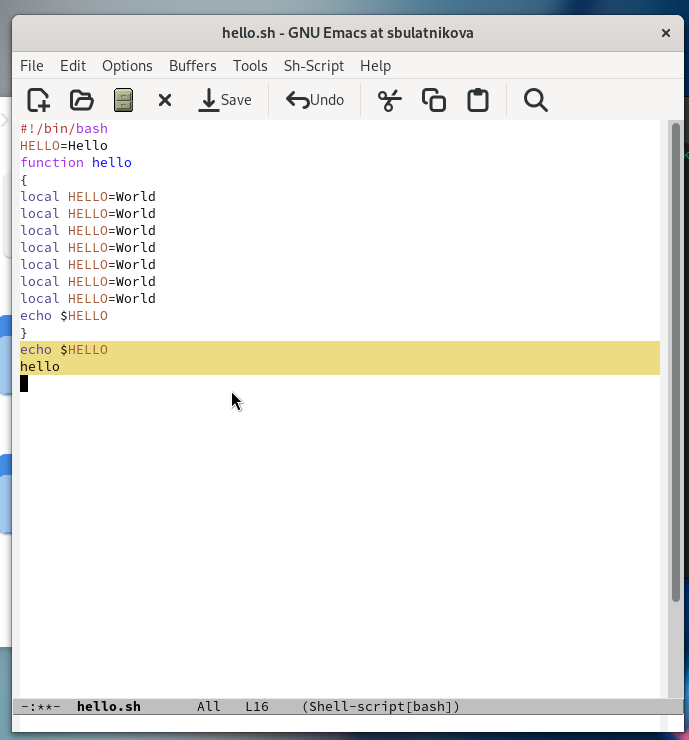 hello.sh - GNU Emacs at sbulatnikova
File Edit Options Buffers Tools Sh-Script Help
Save Undo
#!/bin/bash
HELLO=Hello
function hello
{
local HELLO=World
local HELLO=World
local HELLO=World
local HELLO=World
local HELLO=World
local HELLO=World
local HELLO=World
echo $HELLO
}
echo $HELLO
hello
-:**- hello.sh All L16 (Shell-script[bash])